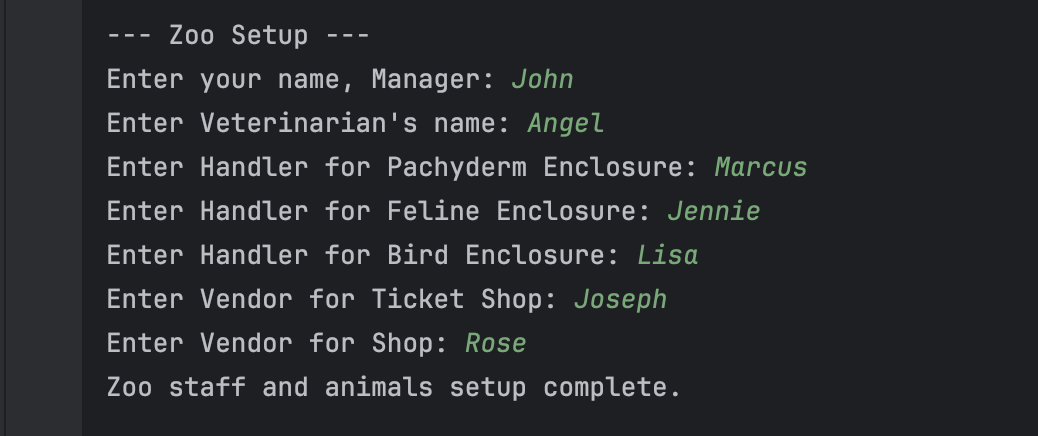 --- Zoo Setup ---
Enter your name, Manager: John
Enter Veterinarian's name: Angel
Enter Handler for Pachyderm Enclosure: Marcus
Enter Handler for Feline Enclosure: Jennie
Enter Handler for Bird Enclosure: Lisa
Enter Vendor for Ticket Shop: Joseph
Enter Vendor for Shop: Rose
Zoo staff and animals setup complete.